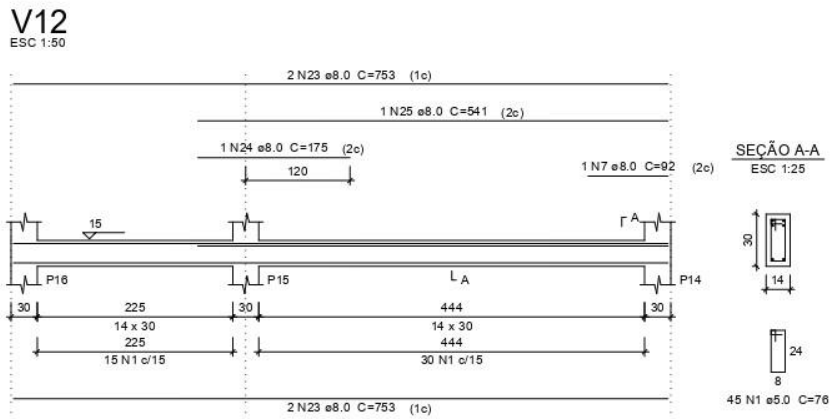 V12
ESC 1:50
2 N23 ø8.0 C=753 (1c)
1 N25 ø8.0 C=541 (2c)
1 N24 ø8.0 C=175 (2c)
120
1 N7 ø8.0 C=92 (2c)
SEÇÃO A-A
ESC 1:25
15
A
30
14
P16
P15
A
P14
30
225
30
444
30
14 x 30
14 x 30
225
444
15 N1 c/15
30 N1 c/15
24
8
45 N1 ø5.0 C=76
2 N23 ø8.0 C=753 (1c)